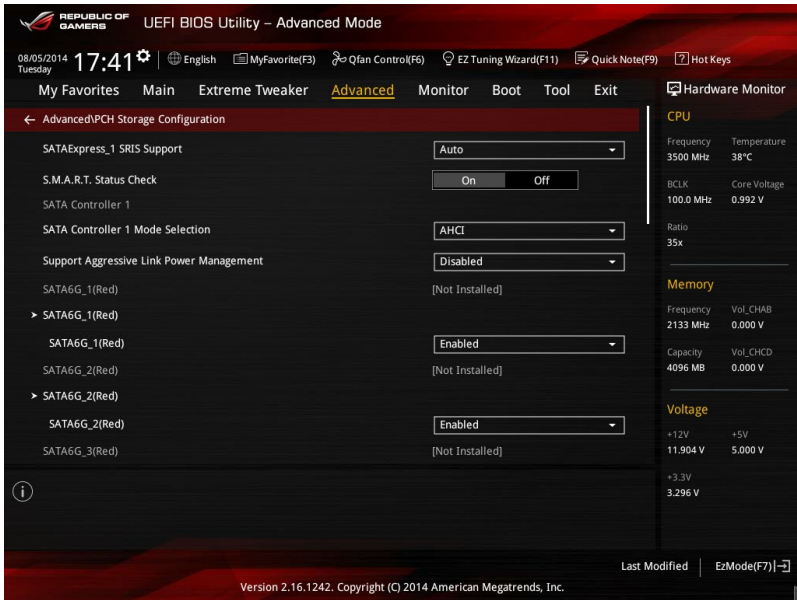 REPUBLIC OF
GAMERS
UEFI BIOS Utility – Advanced Mode
08/05/2014
Tuesday
17:41
English
MyFavorite(F3)
Qfan Control(F6)
EZ Tuning Wizard(F11)
Quick Note(F9)
? Hot Keys
My Favorites Main Extreme Tweaker Advanced Monitor Boot Tool Exit
Hardware Monitor
← Advanced\PCH Storage Configuration
SATAExpress_1 SRIS Support Auto
S.M.A.R.T. Status Check On Off
SATA Controller 1
SATA Controller 1 Mode Selection AHCI
Support Aggressive Link Power Management Disabled
SATA6G_1(Red) [Not Installed]
> SATA6G_1(Red)
SATA6G_1(Red) Enabled
SATA6G_2(Red) [Not Installed]
> SATA6G_2(Red)
SATA6G_2(Red) Enabled
SATA6G_3(Red) [Not Installed]
CPU
Frequency Temperature
3500 MHz 38°C
BCLK Core Voltage
100.0 MHz 0.992 V
Ratio
35x
Memory
Frequency Vol_CHAB
2133 MHz 0.000 V
Capacity Vol_CHCD
4096 MB 0.000 V
Voltage
+12V +5V
11.904 V 5.000 V
+3.3V
3.296 V
i
Last Modified
EzMode(F7)
Version 2.16.1242. Copyright (C) 2014 American Megatrends, Inc.